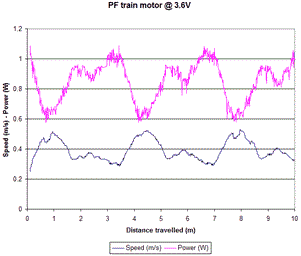 PF train motor @ 3.6V
Speed (m/s) - Power (W)
1.2
1
0.8
0.6
0.4
0.2
0
0 1 2 3 4 5 6 7 8 9 10
Distance travelled (m)
Speed (m/s) Power (W)